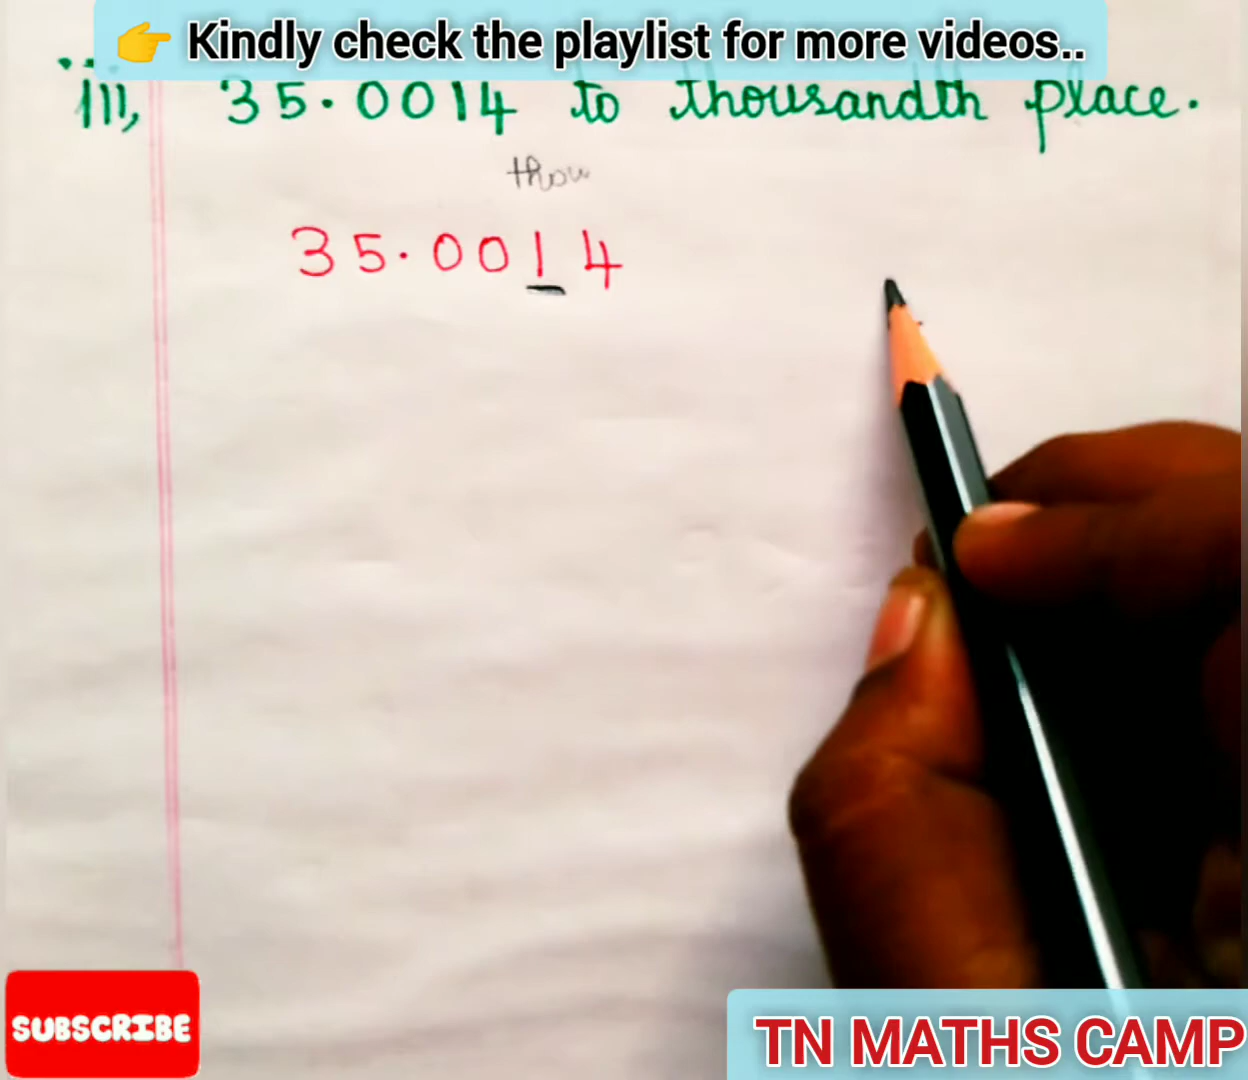 👉 Kindly check the playlist for more videos..
iii, 35.0014 to thousandth place.
thou
35.0014
SUBSCRIBE
TN MATHS CAMP